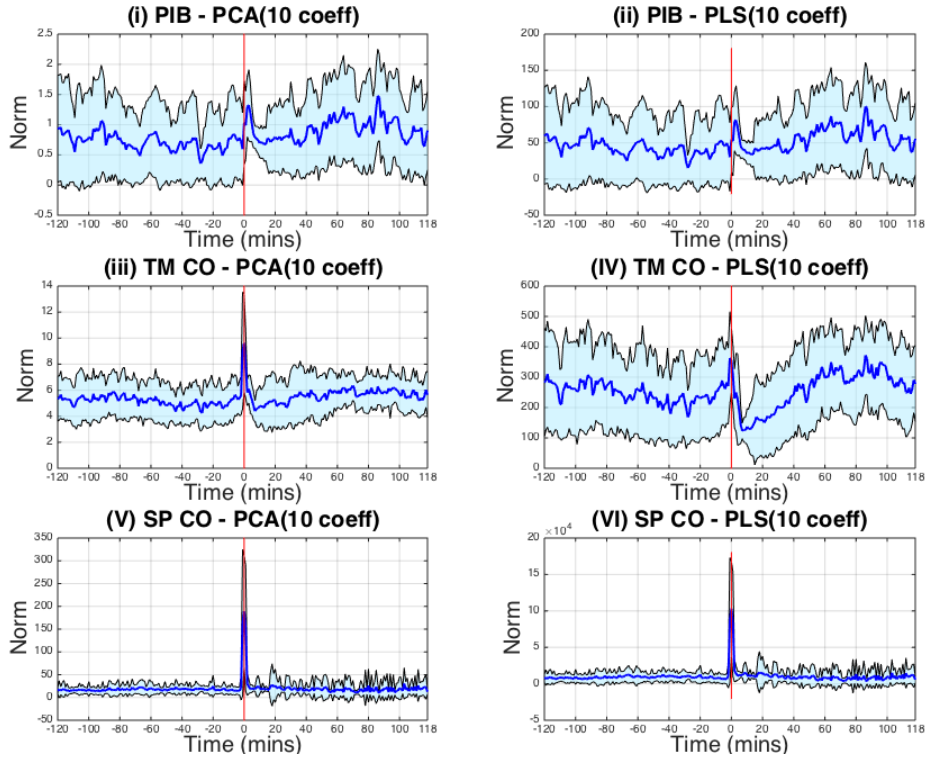 (i) PIB - PCA(10 coeff)
(ii) PIB - PLS(10 coeff)
Norm
2.5
2
1.5
1
0.5
0
-0.5
-120 -100 -80 -60 -40 -20 0 20 40 60 80 100 118
Time (mins)
Norm
200
150
100
50
0
-50
-120 -100 -80 -60 -40 -20 0 20 40 60 80 100 118
Time (mins)
(iii) TM CO - PCA(10 coeff)
(IV) TM CO - PLS(10 coeff)
Norm
14
12
10
8
6
4
2
0
-120 -100 -80 -60 -40 -20 0 20 40 60 80 100 118
Time (mins)
Norm
600
500
400
300
200
100
0
-120 -100 -80 -60 -40 -20 0 20 40 60 80 100 118
Time (mins)
(V) SP CO - PCA(10 coeff)
(VI) SP CO - PLS(10 coeff)
Norm
350
300
250
200
150
100
50
0
-50
-120 -100 -80 -60 -40 -20 0 20 40 60 80 100 118
Time (mins)
Norm
×10^4
20
15
10
5
0
-5
-120 -100 -80 -60 -40 -20 0 20 40 60 80 100 118
Time (mins)